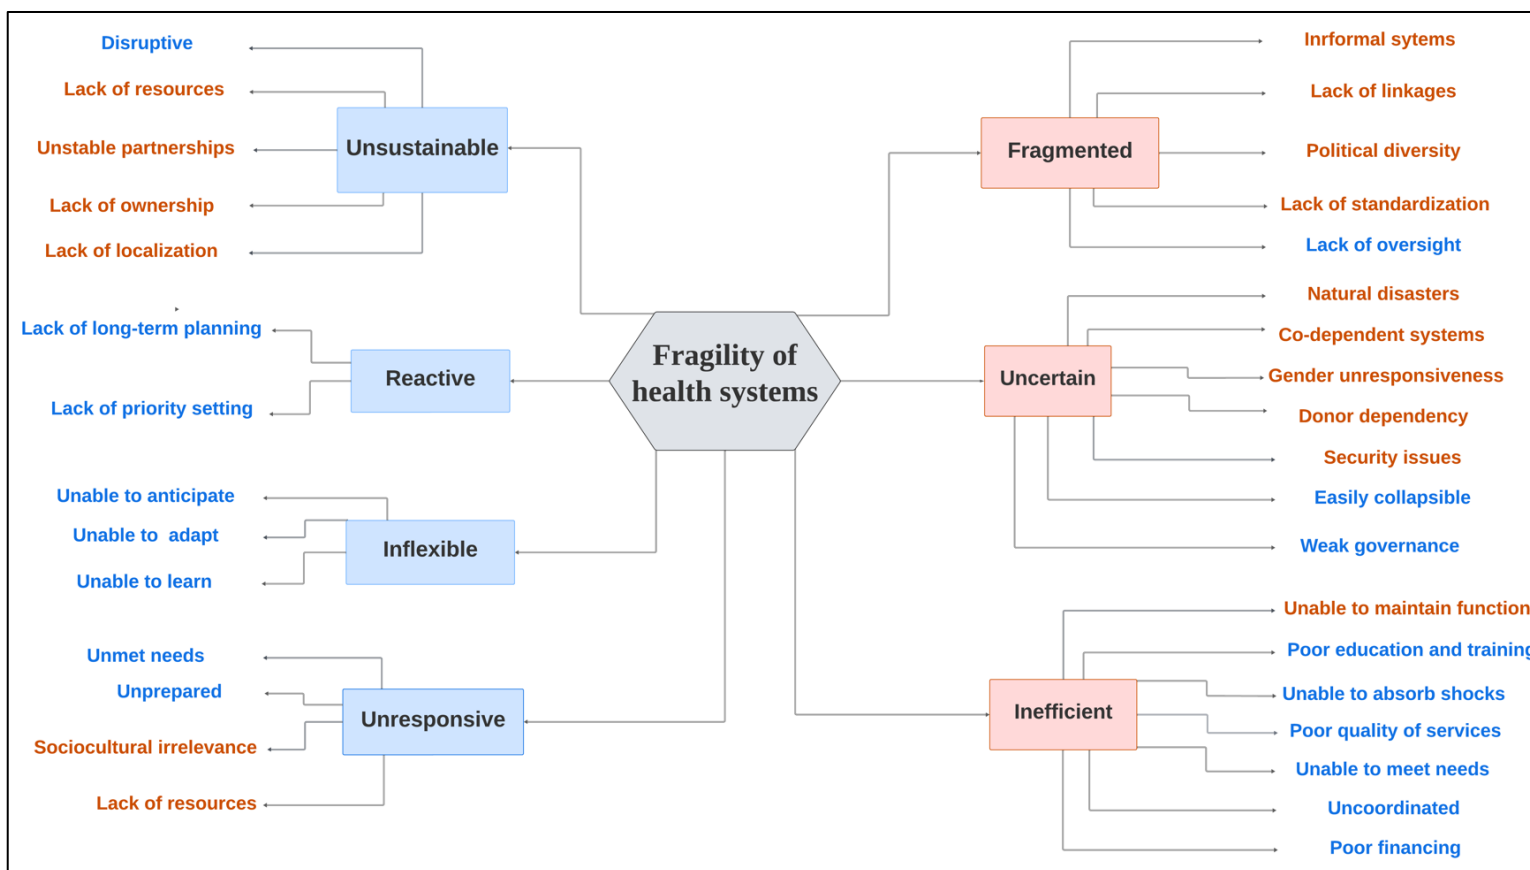 Disruptive
Lack of resources
Unsustainable
Unstable partnerships
Lack of ownership
Lack of localization
Lack of long-term planning
Reactive
Lack of priority setting
Unable to anticipate
Unable to  adapt
Inflexible
Unable to learn
Unmet needs
Unprepared
Unresponsive
Sociocultural irrelevance
Lack of resources
Fragility of
health systems
Inrformal sytems
Lack of linkages
Fragmented
Political diversity
Lack of standardization
Lack of oversight
Natural disasters
Co-dependent systems
Uncertain
Gender unresponsiveness
Donor dependency
Security issues
Easily collapsible
Weak governance
Unable to maintain function
Poor education and training
Unable to absorb shocks
Inefficient
Poor quality of services
Unable to meet needs
Uncoordinated
Poor financing